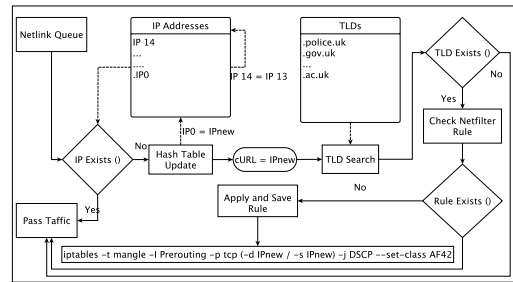 Netlink Queue
IP Addresses
IP 14
...
...
.IP0
IP 14 = IP 13
TLDs
.police.uk
.gov.uk
...
.ac.uk
TLD Exists ()
No
Yes
IP0 = IPnew
IP Exists ()
No
Hash Table
Update
cURL = IPnew
TLD Search
Check Netfilter
Rule
Yes
No
Pass Taffic
Apply and Save
Rule
Rule Exists ()
iptables -t mangle -I Prerouting -p tcp (-d IPnew / -s IPnew) -j DSCP --set-class AF42